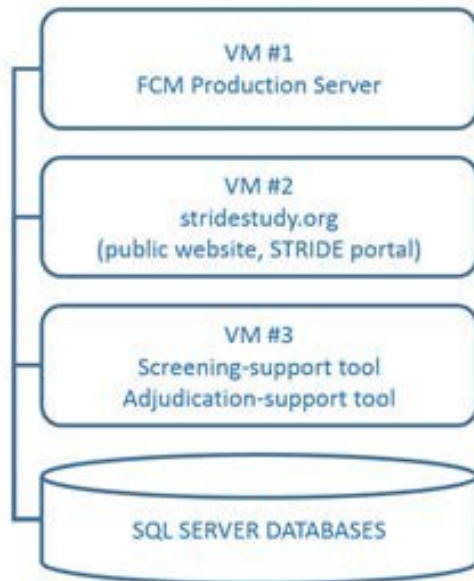 VM #1
FCM Production Server
VM #2
stridestudy.org
(public website, STRIDE portal)
VM #3
Screening-support tool
Adjudication-support tool
SQL SERVER DATABASES